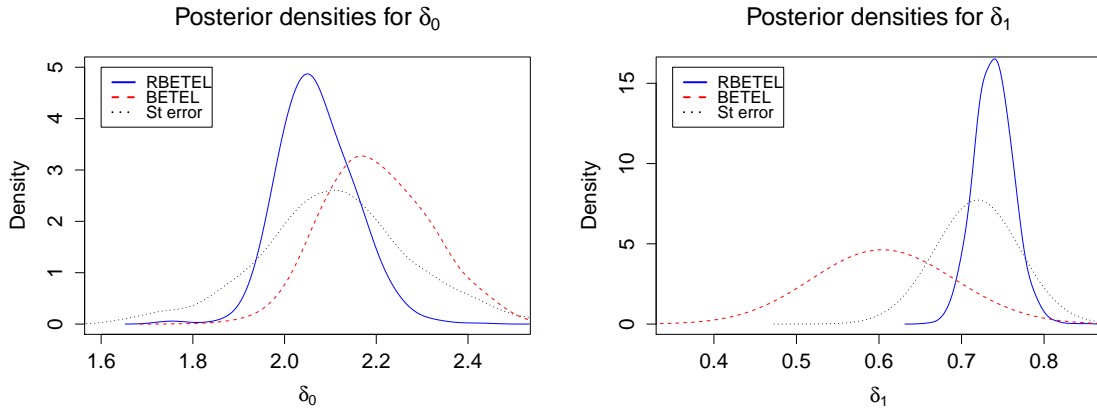 Posterior densities for δ0
RBETEL
BETEL
St error
Density
0 1 2 3 4 5
1.6 1.8 2.0 2.2 2.4
δ0
Posterior densities for δ1
RBETEL
BETEL
St error
Density
0 5 10 15
0.4 0.5 0.6 0.7 0.8
δ1